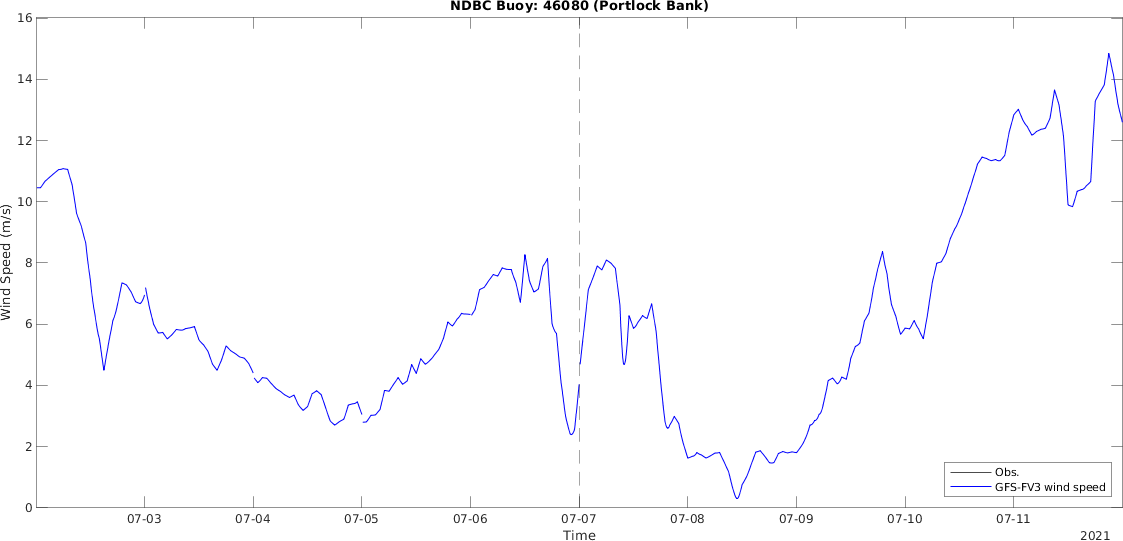 NDBC Buoy: 46080 (Portlock Bank)
16
14
12
10
8
6
4
2
0
Wind Speed (m/s)
Obs.
GFS-FV3 wind speed
07-03 07-04 07-05 07-06 07-07 07-08 07-09 07-10 07-11
Time
2021